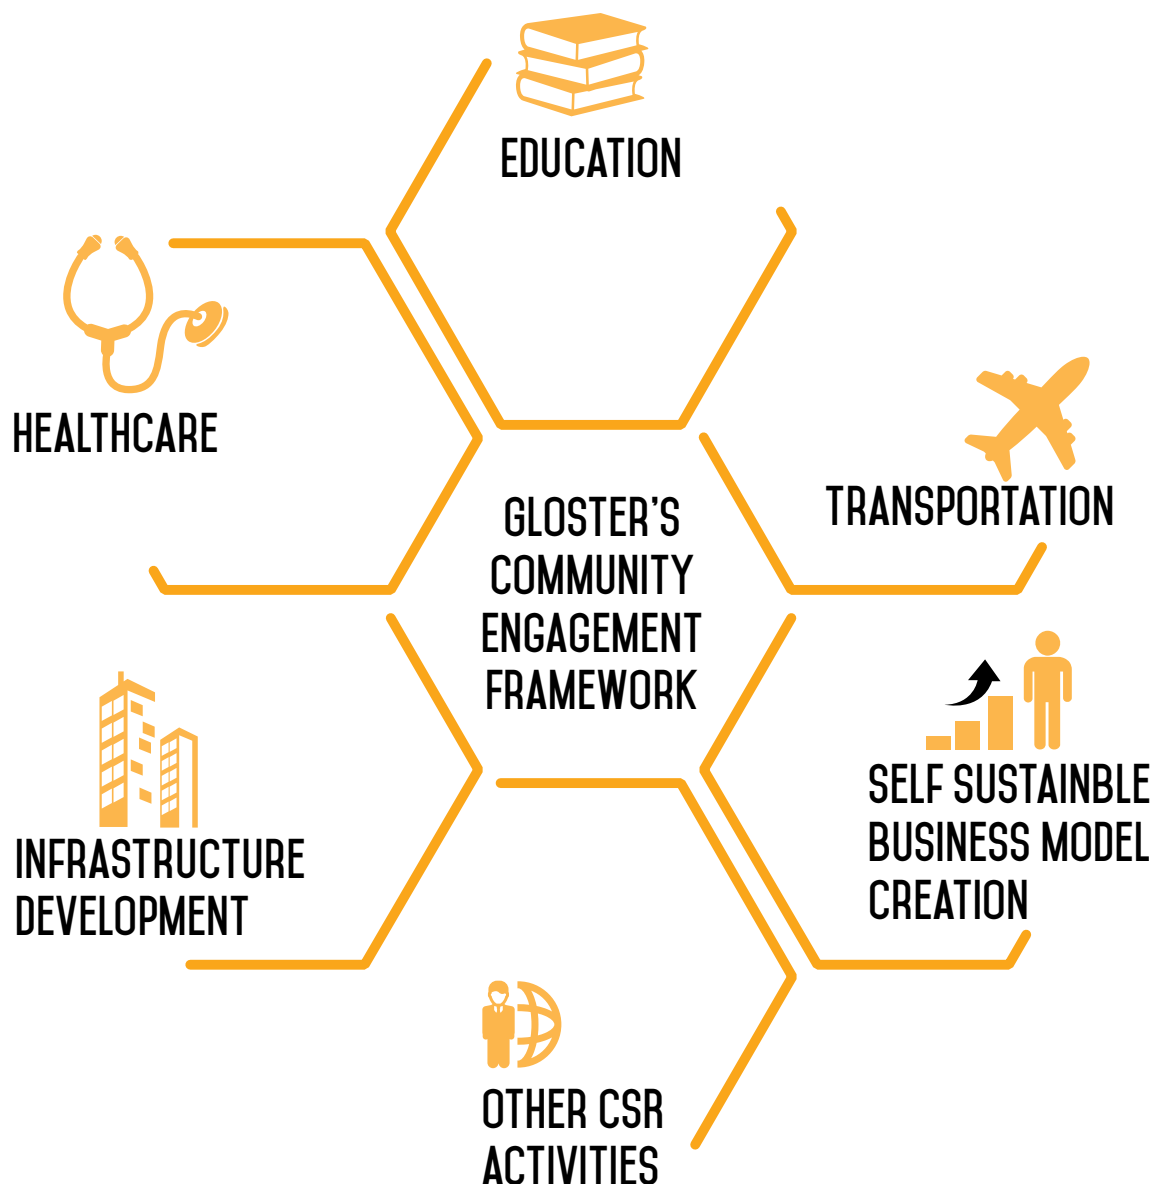 EDUCATION
HEALTHCARE
TRANSPORTATION
GLOSTER'S
COMMUNITY
ENGAGEMENT
FRAMEWORK
SELF SUSTAINBLE
BUSINESS MODEL
CREATION
INFRASTRUCTURE
DEVELOPMENT
OTHER CSR
ACTIVITIES